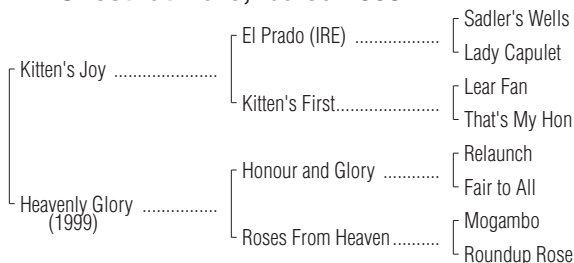 Sadler's Wells
El Prado (IRE) ..................
Lady Capulet
Kitten's Joy ......................
Lear Fan
Kitten's First......................
That's My Hon
Relaunch
Honour and Glory ............
Fair to All
Heavenly Glory ................
(1999)
Mogambo
Roses From Heaven..........
Roundup Rose